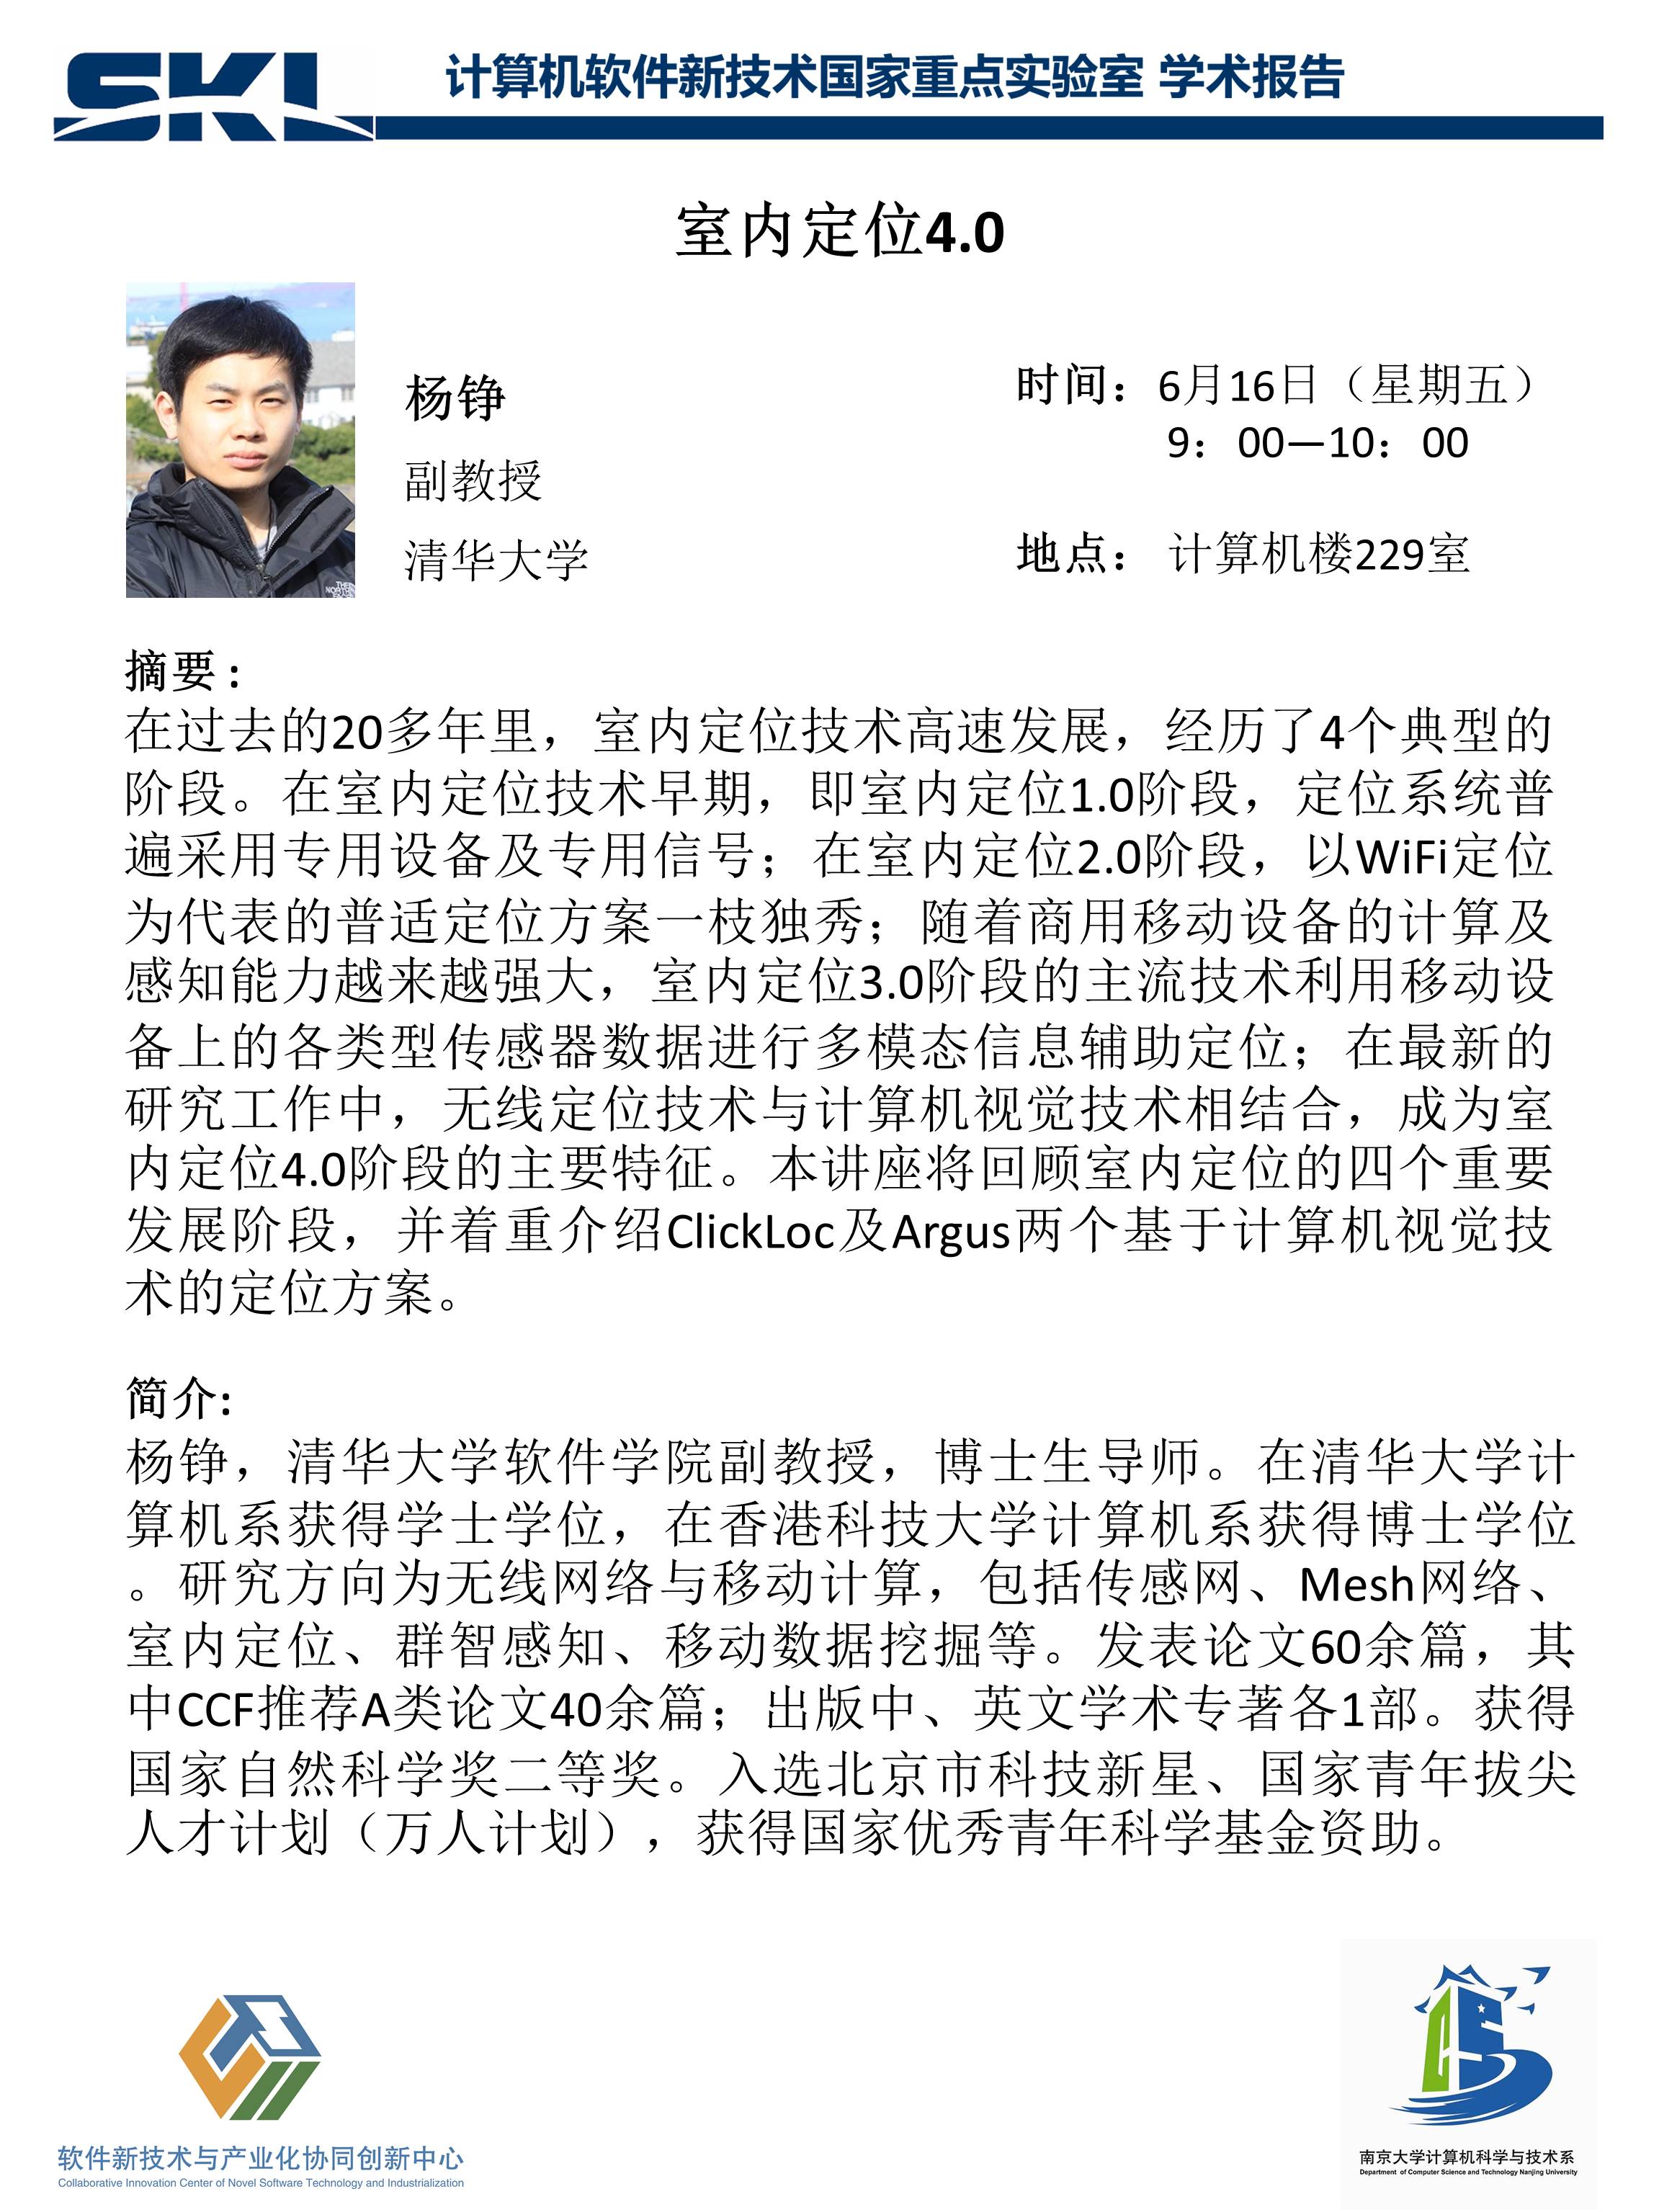 SKL
计算机软件新技术国家重点实验室 学术报告
室内定位4.0
杨铮
副教授
清华大学
时间：6月16日（星期五）
9：00—10：00
地点： 计算机楼229室
摘要：
在过去的20多年里，室内定位技术高速发展，经历了4个典型的
阶段。在室内定位技术早期，即室内定位1.0阶段，定位系统普
遍采用专用设备及专用信号；在室内定位2.0阶段，以WiFi定位
为代表的普适定位方案一枝独秀；随着商用移动设备的计算及
感知能力越来越强大，室内定位3.0阶段的主流技术利用移动设
备上的各类型传感器数据进行多模态信息辅助定位；在最新的
研究工作中，无线定位技术与计算机视觉技术相结合，成为室
内定位4.0阶段的主要特征。本讲座将回顾室内定位的四个重要
发展阶段，并着重介绍ClickLoc及Argus两个基于计算机视觉技
术的定位方案。
简介:
杨铮，清华大学软件学院副教授，博士生导师。在清华大学计
算机系获得学士学位，在香港科技大学计算机系获得博士学位
。研究方向为无线网络与移动计算，包括传感网、Mesh网络、
室内定位、群智感知、移动数据挖掘等。发表论文60余篇，其
中CCF推荐A类论文40余篇；出版中、英文学术专著各1部。获得
国家自然科学奖二等奖。入选北京市科技新星、国家青年拔尖
人才计划（万人计划），获得国家优秀青年科学基金资助。
软件新技术与产业化协同创新中心
Collaborative Innovation Center of Novel Software Technology and Industrialization
南京大学计算机科学与技术系
Department of Computer Science and Technology Nanjing University